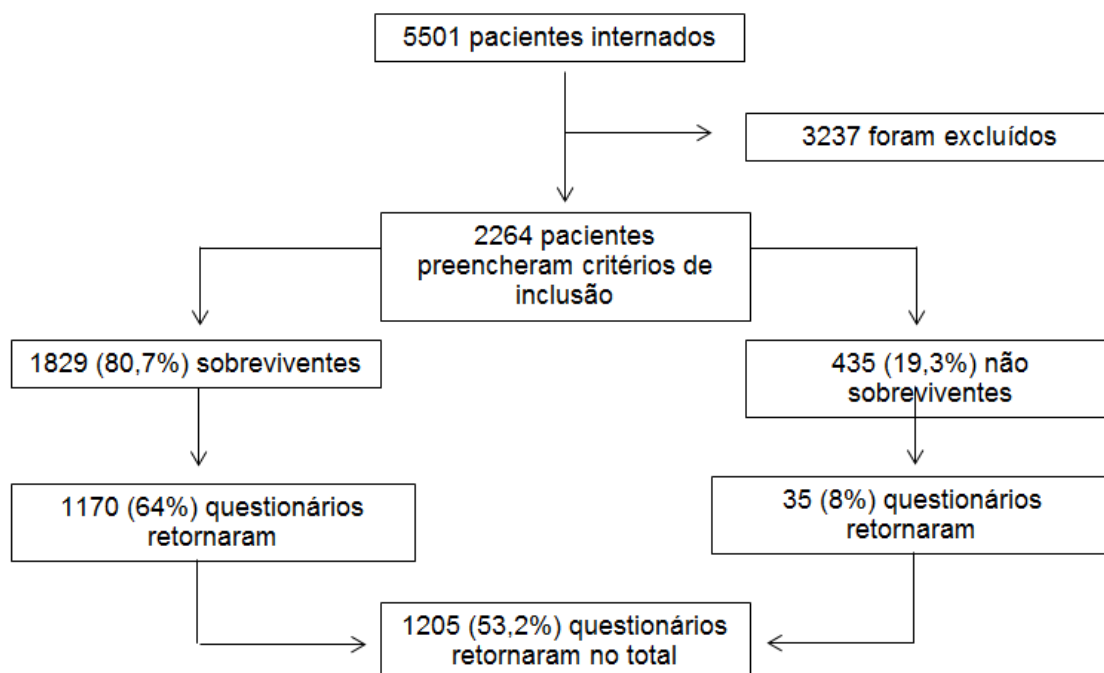 5501 pacientes internados
3237 foram excluídos
2264 pacientes
preencheram critérios de
inclusão
1829 (80,7%) sobreviventes
435 (19,3%) não
sobreviventes
1170 (64%) questionários
retornaram
35 (8%) questionários
retornaram
1205 (53,2%) questionários
retornaram no total